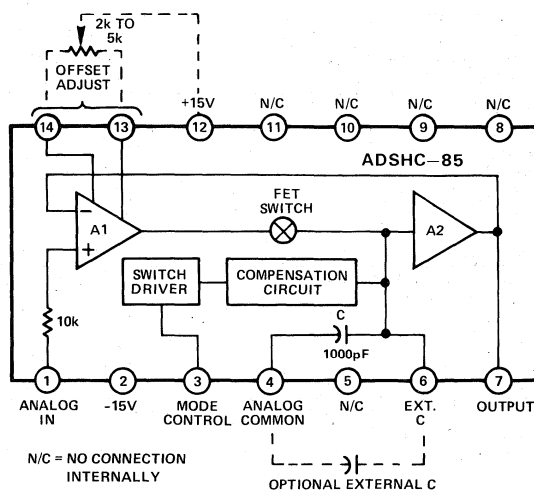 2k TO
5k
OFFSET
ADJUST
+15V
N/C
N/C
N/C
N/C
14
13
12
11
10
9
8
ADSHC–85
FET
SWITCH
−
A1
+
A2
SWITCH
DRIVER
COMPENSATION
CIRCUIT
10k
C
1000pF
1
2
3
4
5
6
7
ANALOG
IN
-15V
MODE
CONTROL
ANALOG
COMMON
N/C
EXT.
C
OUTPUT
N/C = NO CONNECTION
INTERNALLY
OPTIONAL EXTERNAL C